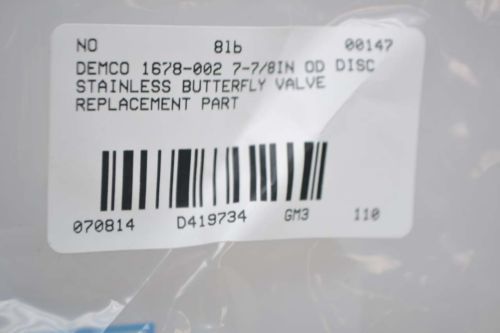 NO 8lb 00147
DEMCO 1678-002 7-7/8IN OD DISC
STAINLESS BUTTERFLY VALVE
REPLACEMENT PART
070814 D419734 GM3 110